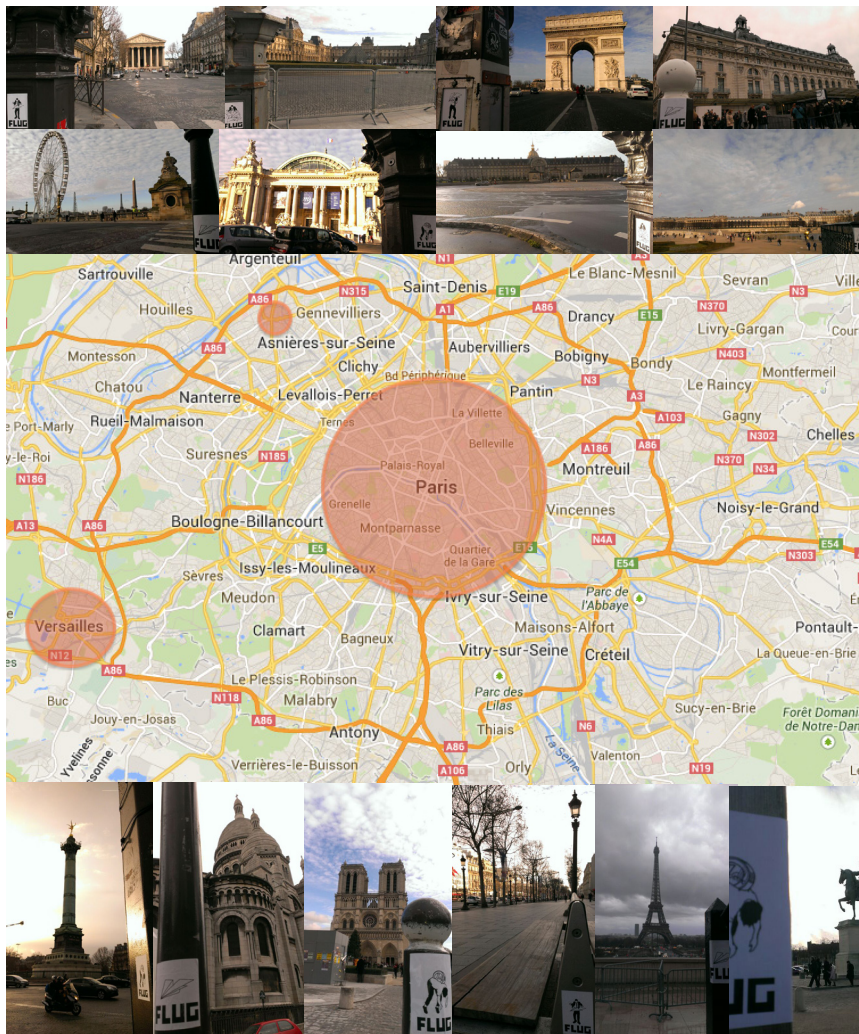 FLUG
FLUG
FLUG
FLUG
FLUG
N1
A3
Argenteuil
Le Blanc-Mesnil
Sartrouville
Saint-Denis
E19
Sevran
Ville
N315
A86
N370
N3
Houilles
Gennevilliers
A1
A86
Drancy
E15
Livry-Gargan
Asnières-sur-Seine
A86
Aubervilliers
Bobigny
Bondy
N403
Montesson
Clichy
Montfermeil
Bd Périphérique
N3
Le Raincy
Chatou
Nanterre
Levallois-Perret
Pantin
A3
Rueil-Malmaison
Ternes
La Villette
A103
Gagny
e Port-Marly
Belleville
A186
A86
N302
Chelles
y-le-Roi
Suresnes
N185
Palais-Royal
Montreuil
N370
N34
N186
Paris
Grenelle
Vincennes
Noisy-le-Grand
A13
A86
Boulogne-Billancourt
Montparnasse
N4A
E5
Quartier
de la Gare
E15
E54
N303
E54
Sèvres
Issy-les-Moulineaux
Meudon
Ivry-sur-Seine
Parc de
l'Abbaye
Versailles
Clamart
Bagneux
Maisons-Alfort
Pontault-
N12
A86
Vitry-sur-Seine
Créteil
La Queue-en-Brie
es
Le Plessis-Robinson
Buc
N118
Malabry
Parc des
Lilas
Sucy-en-Brie
Jouy-en-Josas
A86
Thiais
N6
Forêt Domani
de Notre-Dam
Antony
A86
La Seine
Yvelines
Verrières-le-Buisson
A106
Orly
Valenton
N19
FLUG
FLUG
FLUG
FLUG